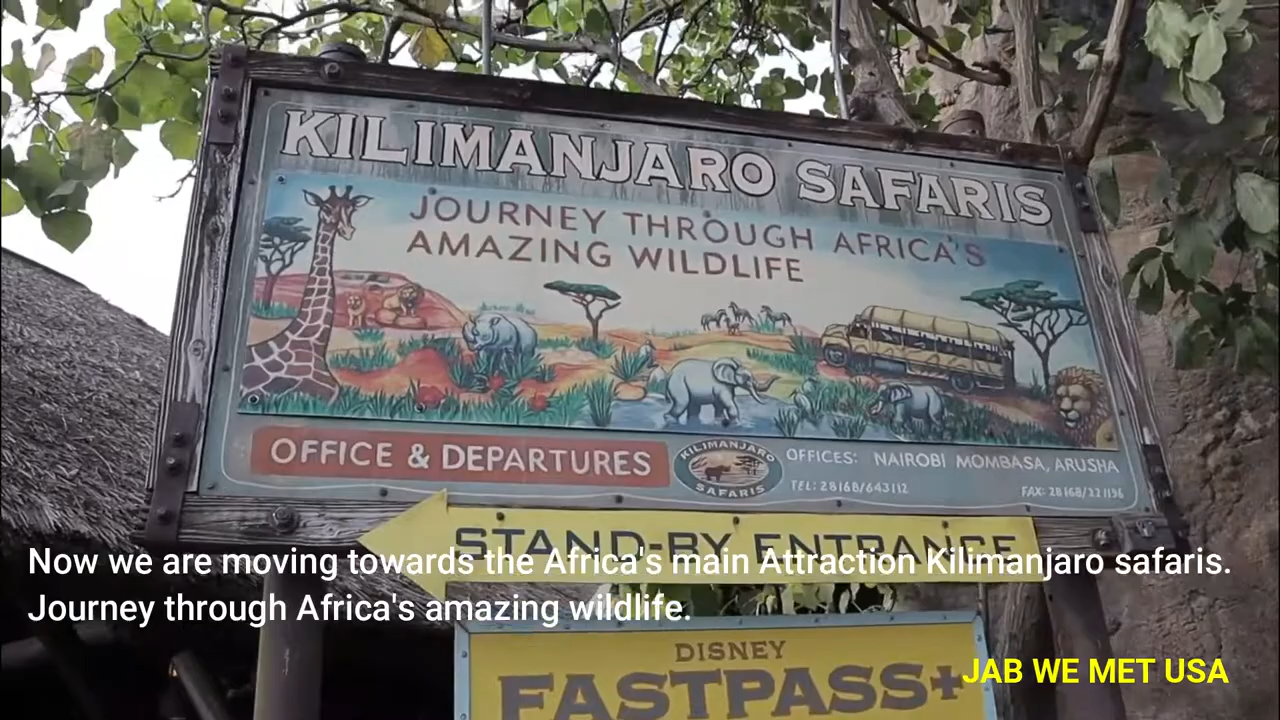 KILIMANJARO SAFARIS
JOURNEY THROUGH AFRICA'S
AMAZING WILDLIFE
OFFICE & DEPARTURES
KILIMANJARO
SAFARIS
OFFICES: NAIROBI MOMBASA, ARUSHA
TEL: 28168/643112
FAX: 28168/221136
STAND-BY ENTRANCE
Now we are moving towards the Africa's main Attraction Kilimanjaro safaris.
Journey through Africa's amazing wildlife.
DISNEY
FASTPASS+
JAB WE MET USA